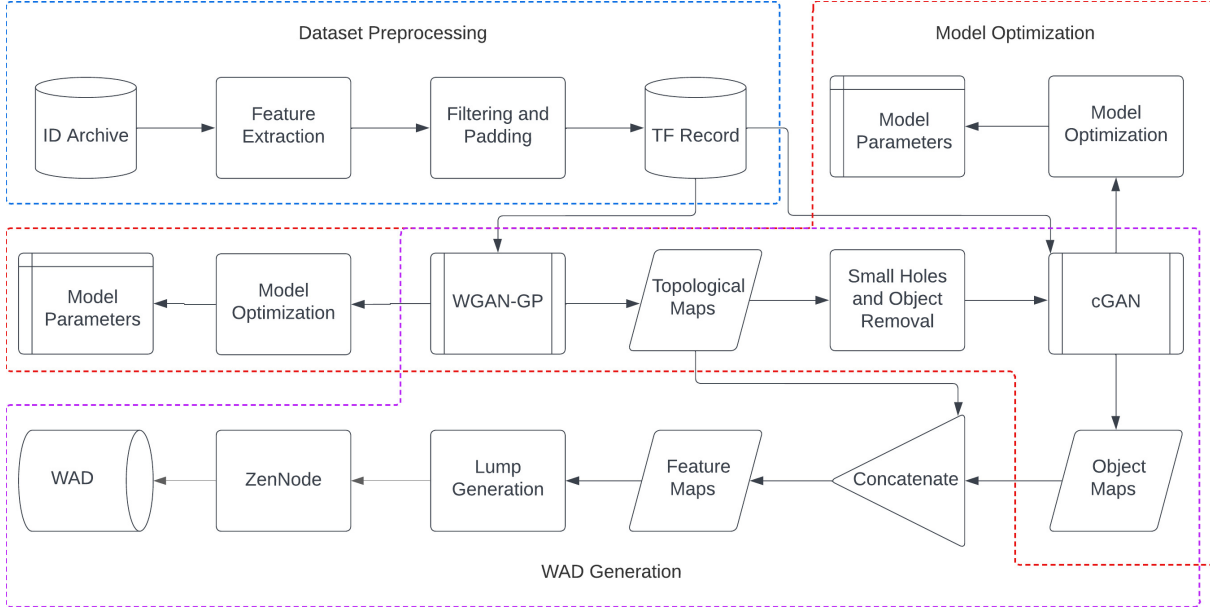 Dataset Preprocessing
Model Optimization
ID Archive
Feature
Extraction
Filtering and
Padding
TF Record
Model
Parameters
Model
Optimization
Model
Parameters
Model
Optimization
WGAN-GP
Topological
Maps
Small Holes
and Object
Removal
cGAN
WAD
ZenNode
Lump
Generation
Feature
Maps
Concatenate
Object
Maps
WAD Generation